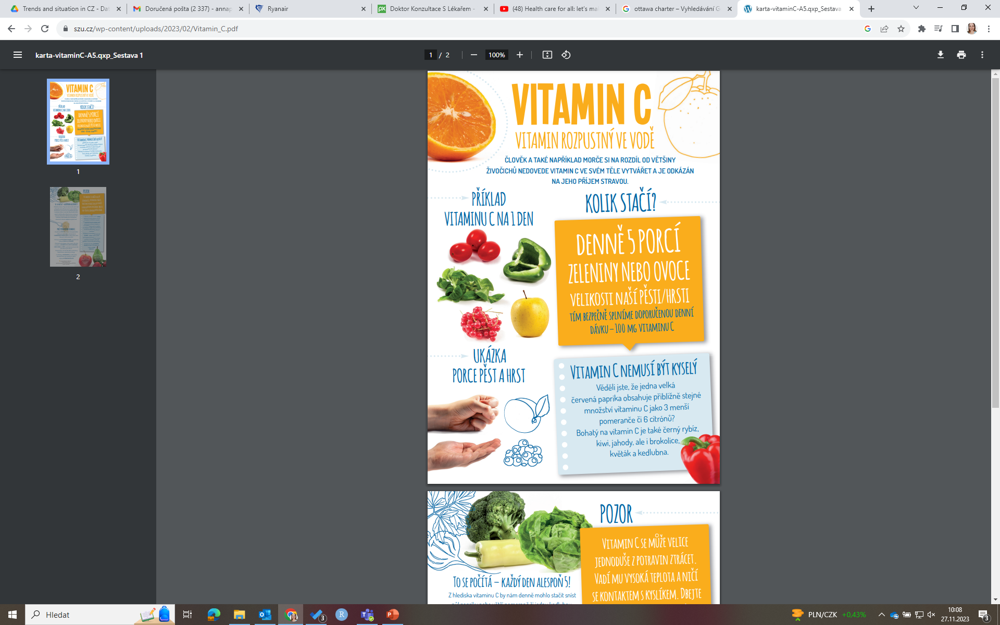 Trends and situation in CZ - Dat
Doručená pošta (2 337) - annap
Ryanair
Doktor Konzultace S Lékařem -
(48) Health care for all: let's mak
ottawa charter – Vyhledávání G
karta-vitaminC-A5.qxp_Sestava
szu.cz/wp-content/uploads/2023/02/Vitamin_C.pdf
karta-vitaminC-A5.qxp_Sestava 1
1 / 2
100%
1
2
VITAMIN C
VITAMIN ROZPUSTNÝ VE VODĚ
ČLOVĚK A TAKÉ NAPŘÍKLAD MORČE SI NA ROZDÍL OD VĚTŠINY
ŽIVOČICHŮ NEDOVEDE VITAMIN C VE SVÉM TĚLE VYTVÁŘET A JE ODKÁZÁN
NA JEHO PŘÍJEM STRAVOU.
PŘÍKLAD
VITAMINU C NA 1 DEN
KOLIK STAČÍ?
DENNĚ 5 PORCÍ
ZELENINY NEBO OVOCE
VELIKOSTI NAŠÍ PĚSTI/HRSTI
TÍM BEZPEČNĚ SPLNÍME DOPORUČENOU DENNÍ
DÁVKU – 100 MG VITAMINU C
UKÁZKA
PORCE PĚST A HRST
VITAMIN C NEMUSÍ BÝT KYSELÝ
Věděli jste, že jedna velká
červená paprika obsahuje přibližně stejné
množství vitaminu C jako 3 menší
pomeranče či 6 citrónů?
Bohatý na vitamin C je také černý rybíz,
kiwi, jahody, ale i brokolice,
květák a kedlubna.
POZOR
VITAMIN C SE MŮŽE VELICE
JEDNODUŠE Z POTRAVIN ZTRÁCET.
VADÍ MU VYSOKÁ TEPLOTA A NIČÍ
SE KONTAKTEM S KYSLÍKEM. DBEJTE
TO SE POČÍTÁ – KAŽDÝ DEN ALESPOŇ 5!
Z hlediska vitaminu C by nám denně mohlo stačit sníst
Hledat
3
PLN/CZK +0,43%
10:08
27.11.2023
3